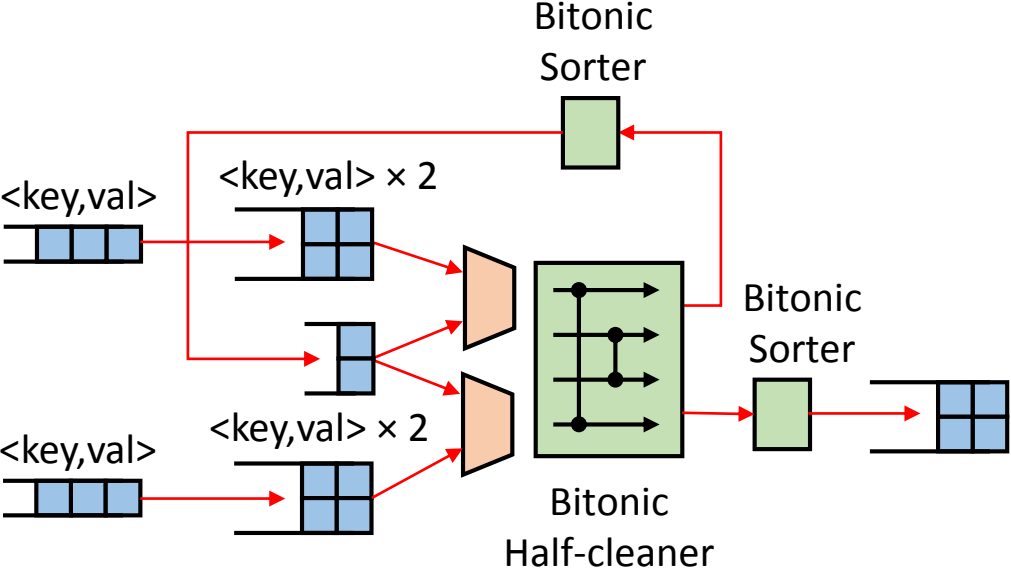 Bitonic
Sorter
<key,val>
<key,val> × 2
Bitonic
Sorter
<key,val>
<key,val> × 2
Bitonic
Half-cleaner